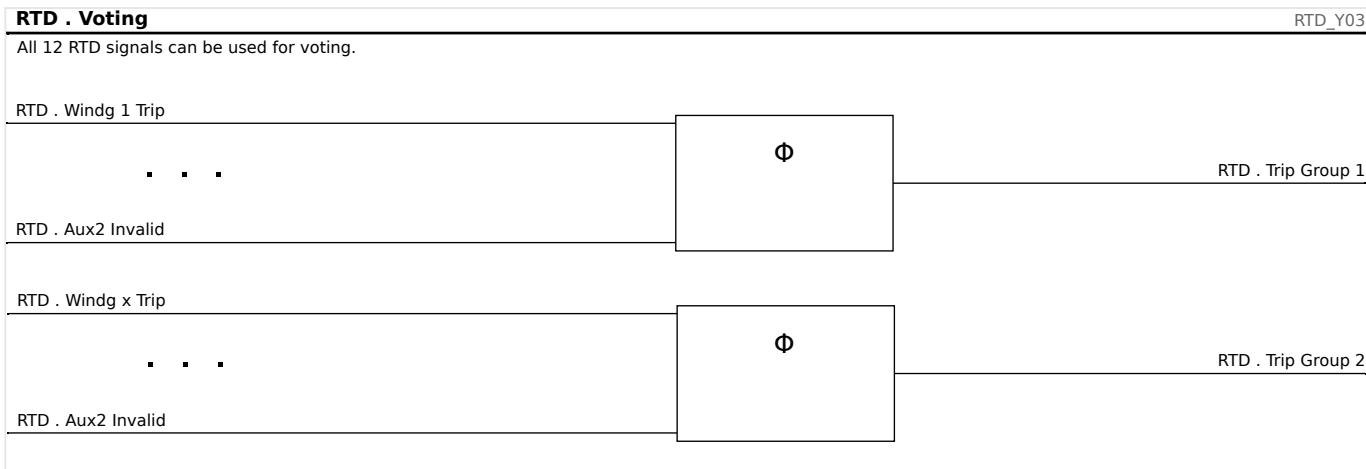 RTD . Voting
RTD_Y03
All 12 RTD signals can be used for voting.
RTD . Windg 1 Trip
Φ
. . .
RTD . Trip Group 1
RTD . Aux2 Invalid
RTD . Windg x Trip
Φ
. . .
RTD . Trip Group 2
RTD . Aux2 Invalid